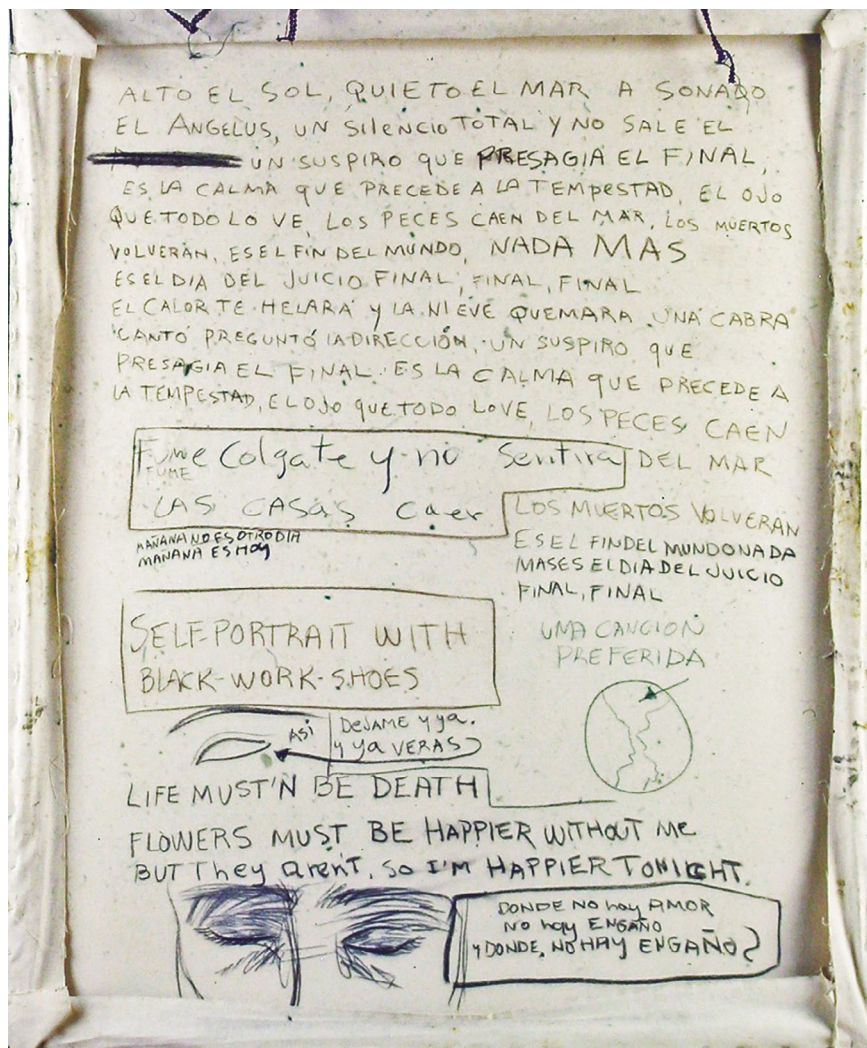 ALTO EL SOL, QUIETO EL MAR A SONADO
EL ANGELUS, UN SILENCIO TOTAL Y NO SALE EL
UN SUSPIRO QUE PRESAGIA EL FINAL,
ES LA CALMA QUE PRECEDE A LA TEMPESTAD, EL OJO
QUE TODO LO VE, LOS PECES CAEN DEL MAR, LOS MUERTOS
VOLVERAN, ES EL FIN DEL MUNDO, NADA MAS
ES EL DIA DEL JUICIO FINAL, FINAL, FINAL
EL CALOR TE HELARÁ Y LA NIEVE QUEMARA UNA CABRA
CANTÓ PREGUNTÓ LA DIRECCIÓN, UN SUSPIRO QUE
PRESAGIA EL FINAL. ES LA CALMA QUE PRECEDE A
LA TEMPESTAD, EL OJO QUE TODO LO VE, LOS PECES CAEN
DEL MAR
Fume Colgate y no Sentira
FUME
LAS CASAS Caer
LOS MUERTOS VOLVERAN
ES EL FIN DEL MUNDO NADA
MAS ES EL DIA DEL JUICIO
FINAL, FINAL
MAÑANA NO ES OTRO DIA
MAÑANA ES HOY
UNA CANCION
PREFERIDA
SELF-PORTRAIT WITH
BLACK-WORK-SHOES
ASI
DEJAME y ya.
y ya VERAS
LIFE MUST'N BE DEATH
FLOWERS MUST BE HAPPIER WITHOUT ME
BUT They aren't, SO I'M HAPPIER TONIGHT.
DONDE NO hay AMOR
NO hay ENGAÑO
Y DONDE, NO HAY ENGAÑO?